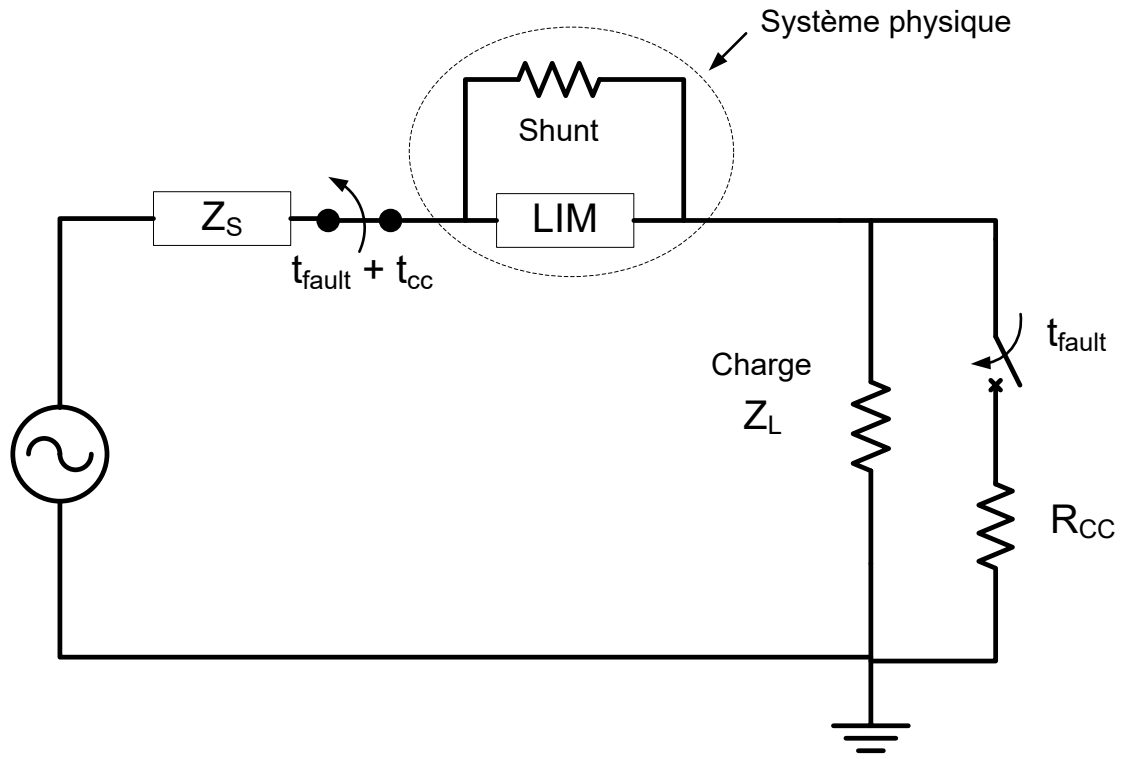 Système physique
Shunt
Z_S
LIM
t_fault + t_cc
t_fault
Charge
Z_L
R_CC